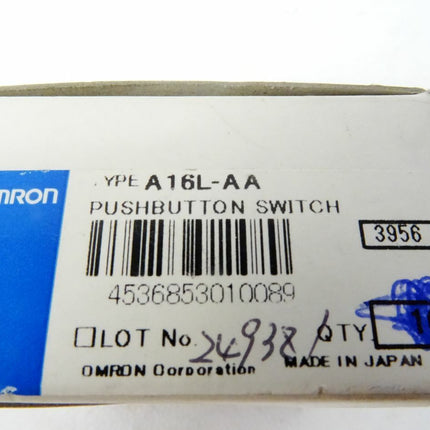 TYPE A16L-AA
OMRON
PUSHBUTTON SWITCH
3956
4536853010089
□LOT No. 24938/
QTY
OMRON Corporation MADE IN JAPAN